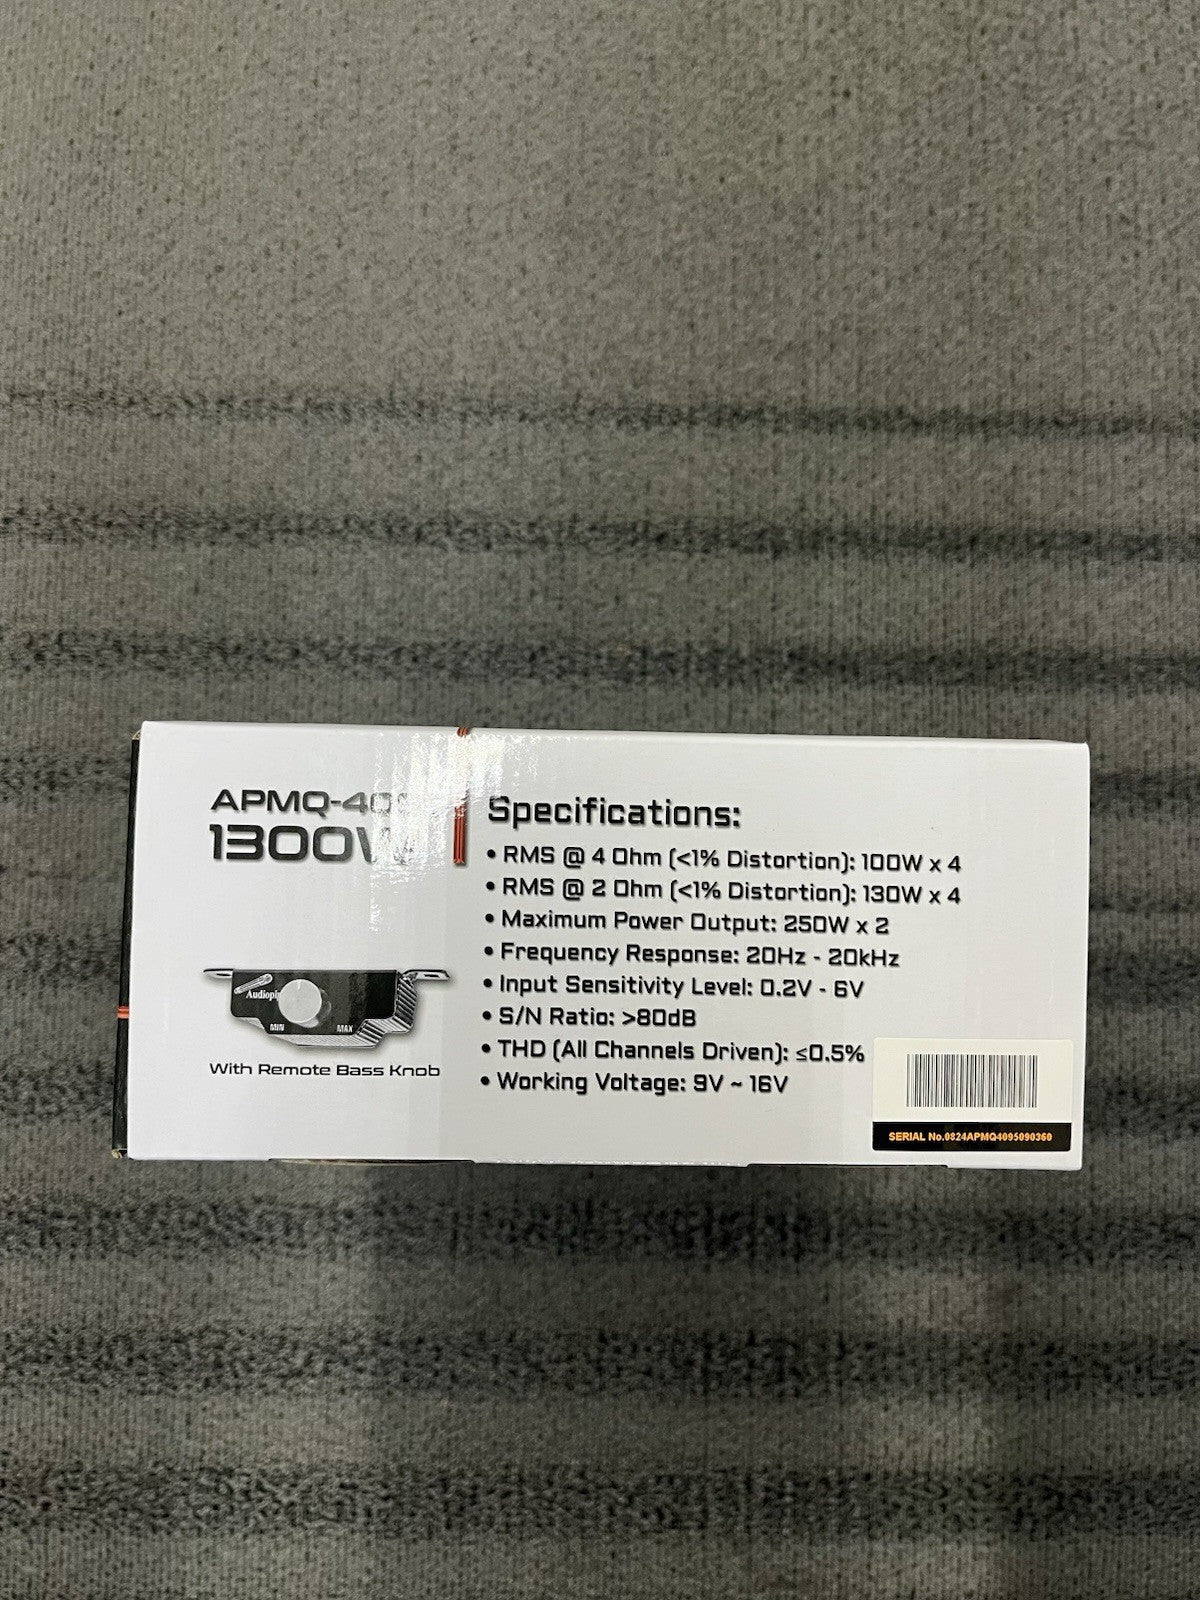 APMQ-409
1300W
Specifications:
• RMS @ 4 Ohm (<1% Distortion): 100W x 4
• RMS @ 2 Ohm (<1% Distortion): 130W x 4
• Maximum Power Output: 250W x 2
• Frequency Response: 20Hz - 20kHz
• Input Sensitivity Level: 0.2V - 6V
• S/N Ratio: >80dB
• THD (All Channels Driven): ≤0.5%
• Working Voltage: 9V ~ 16V
Audiopi
MIN MAX
With Remote Bass Knob
SERIAL No.0824APMQ4095090360